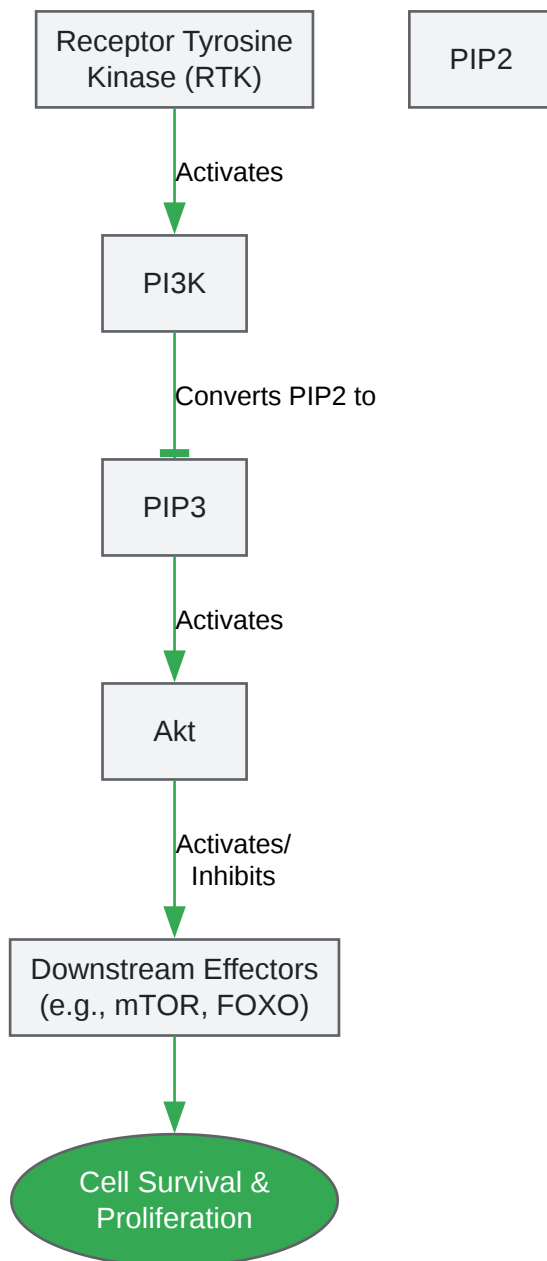 Receptor Tyrosine
Kinase (RTK)
PIP2
Activates
PI3K
Converts PIP2 to
PIP3
Activates
Akt
Activates/
Inhibits
Downstream Effectors
(e.g., mTOR, FOXO)
Cell Survival &
Proliferation